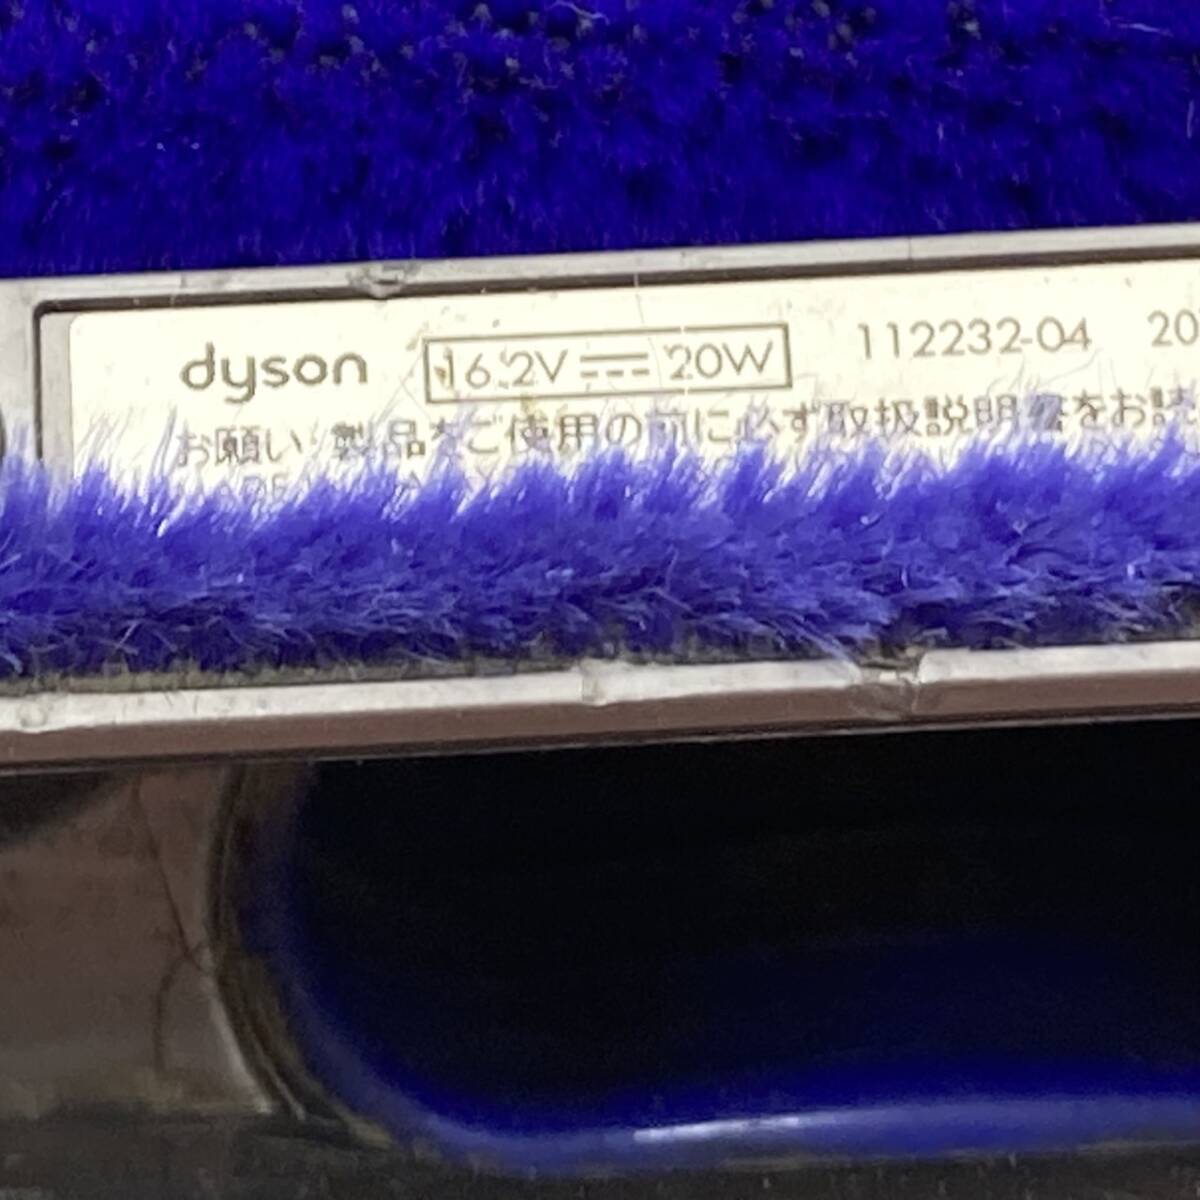 dyson 16.2V ⎓ 20W 112232-04 20
お願い 製品をご使用の前に必ず取扱説明書をお読